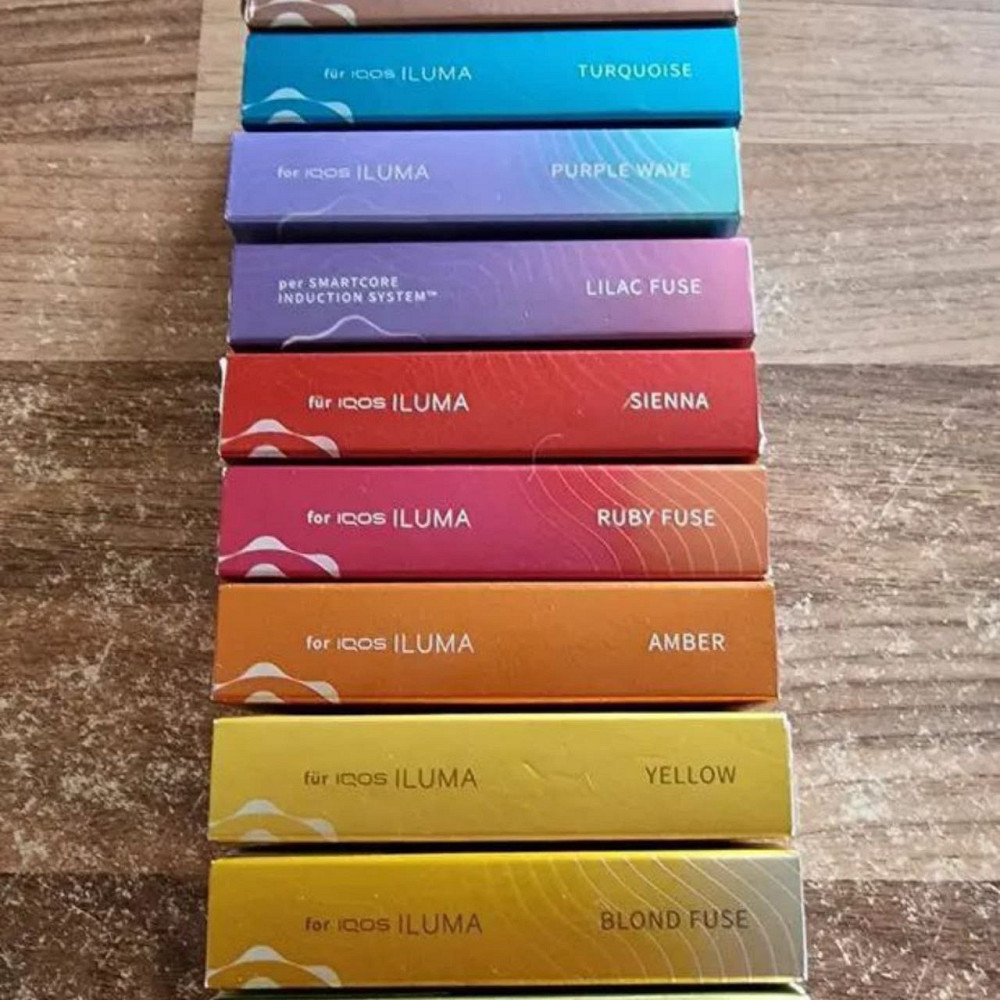 für IQOS ILUMA TURQUOISE
for IQOS ILUMA PURPLE WAVE
per SMARTCORE
INDUCTION SYSTEM™ LILAC FUSE
für IQOS ILUMA SIENNA
for IQOS ILUMA RUBY FUSE
for IQOS ILUMA AMBER
für IQOS ILUMA YELLOW
for IQOS ILUMA BLOND FUSE